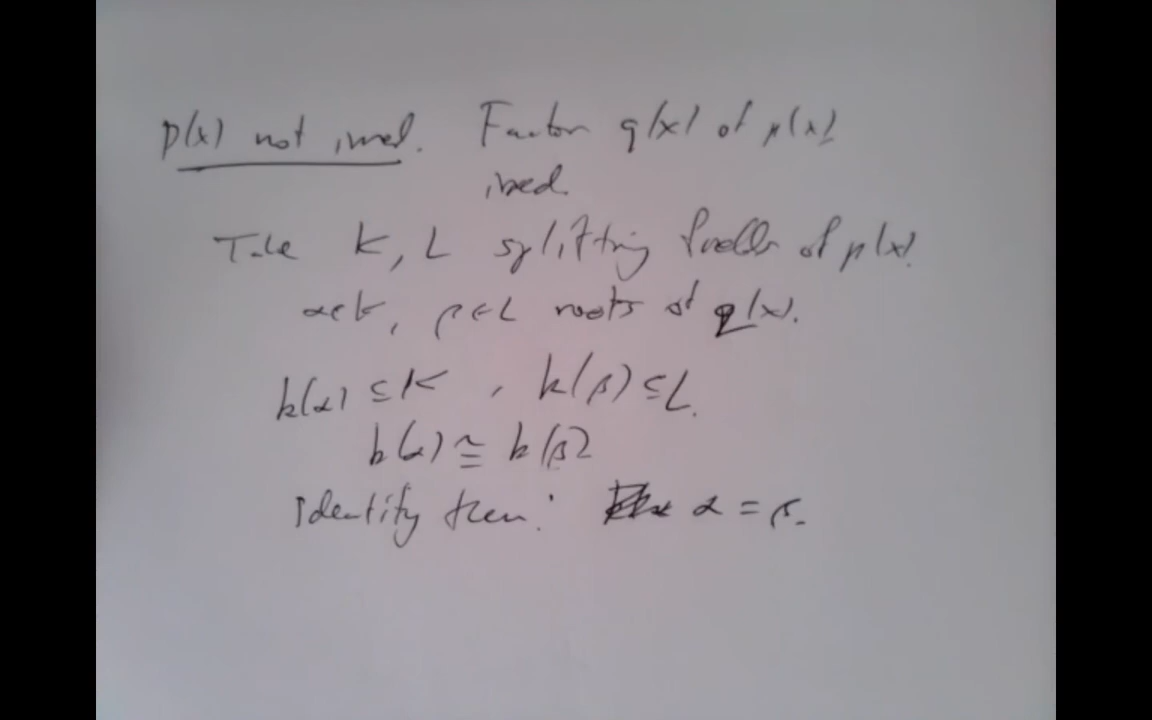 p(x) not irred. Factor q(x) of p(x)
irred.
Take K, L splitting fields of p(x).
α∈K, β∈L roots of q(x).
k(α) ⊆ K, k(β) ⊆ L.
k(α) ≅ k(β)
Identify them: α = β.